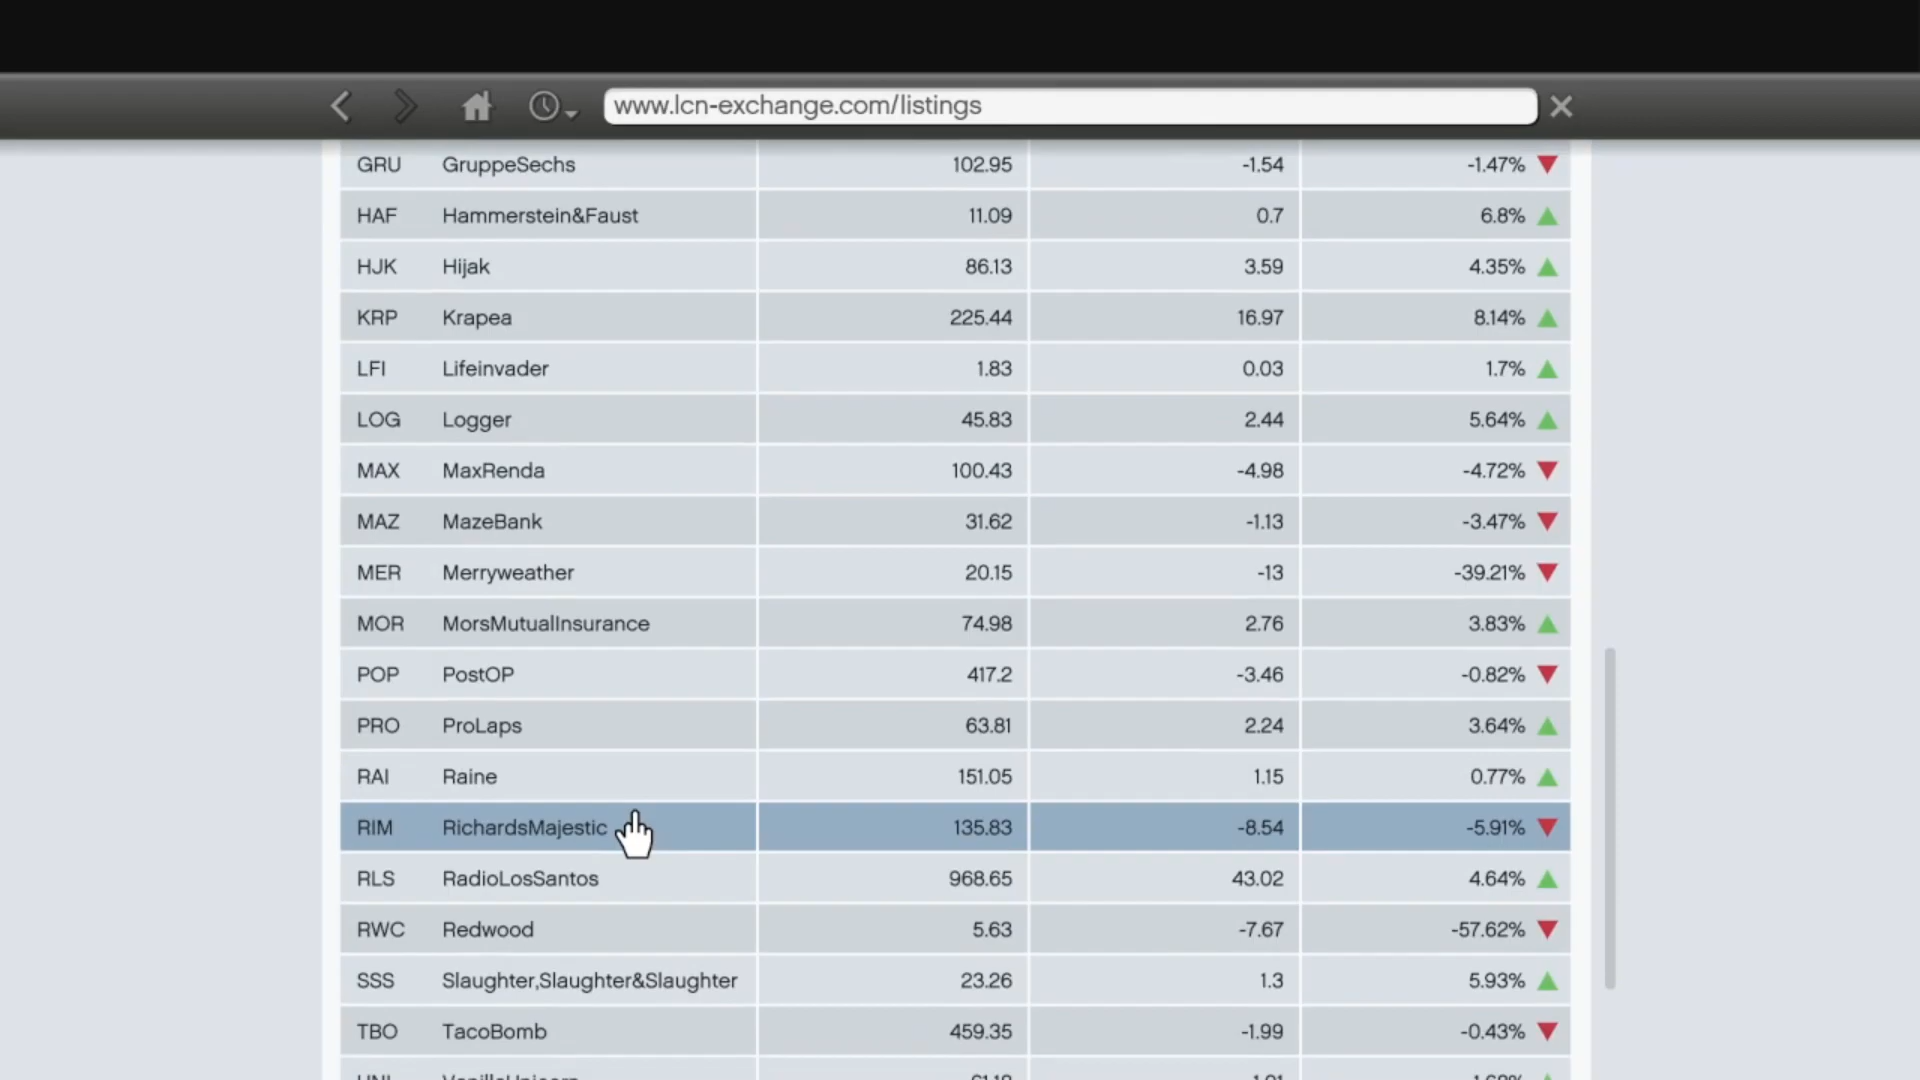 www.lcn-exchange.com/listings
GRU GruppeSechs 102.95 -1.54 -1.47%
HAF Hammerstein&Faust 11.09 0.7 6.8%
HJK Hijak 86.13 3.59 4.35%
KRP Krapea 225.44 16.97 8.14%
LFI Lifeinvader 1.83 0.03 1.7%
LOG Logger 45.83 2.44 5.64%
MAX MaxRenda 100.43 -4.98 -4.72%
MAZ MazeBank 31.62 -1.13 -3.47%
MER Merryweather 20.15 -13 -39.21%
MOR MorsMutualInsurance 74.98 2.76 3.83%
POP PostOP 417.2 -3.46 -0.82%
PRO ProLaps 63.81 2.24 3.64%
RAI Raine 151.05 1.15 0.77%
RIM RichardsMajestic 135.83 -8.54 -5.91%
RLS RadioLosSantos 968.65 43.02 4.64%
RWC Redwood 5.63 -7.67 -57.62%
SSS Slaughter,Slaughter&Slaughter 23.26 1.3 5.93%
TBO TacoBomb 459.35 -1.99 -0.43%